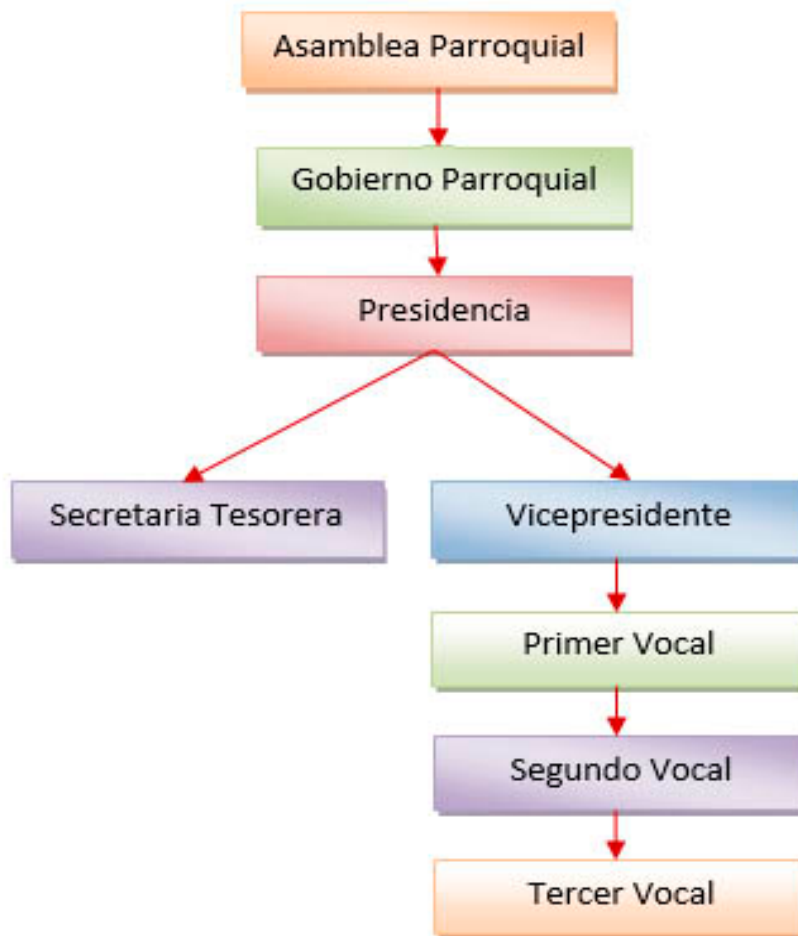 Asamblea Parroquial
Gobierno Parroquial
Presidencia
Secretaria Tesorera
Vicepresidente
Primer Vocal
Segundo Vocal
Tercer Vocal